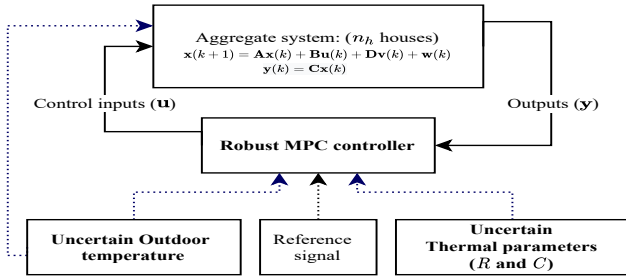 Aggregate system: (n_h houses)
x(k + 1) = Ax(k) + Bu(k) + Dv(k) + w(k)
y(k) = Cx(k)
Control inputs (u)
Outputs (y)
Robust MPC controller
Uncertain Outdoor
temperature
Reference
signal
Uncertain
Thermal parameters
(R and C)